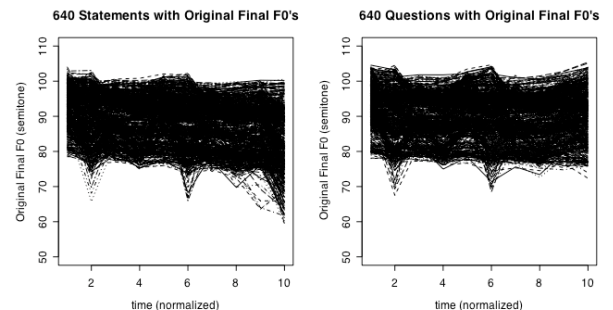 640 Statements with Original Final F0's
Original Final F0 (semitone)
110
100
90
80
70
60
50
2 4 6 8 10
time (normalized)
640 Questions with Original Final F0's
Original Final F0 (semitone)
110
100
90
80
70
60
50
2 4 6 8 10
time (normalized)